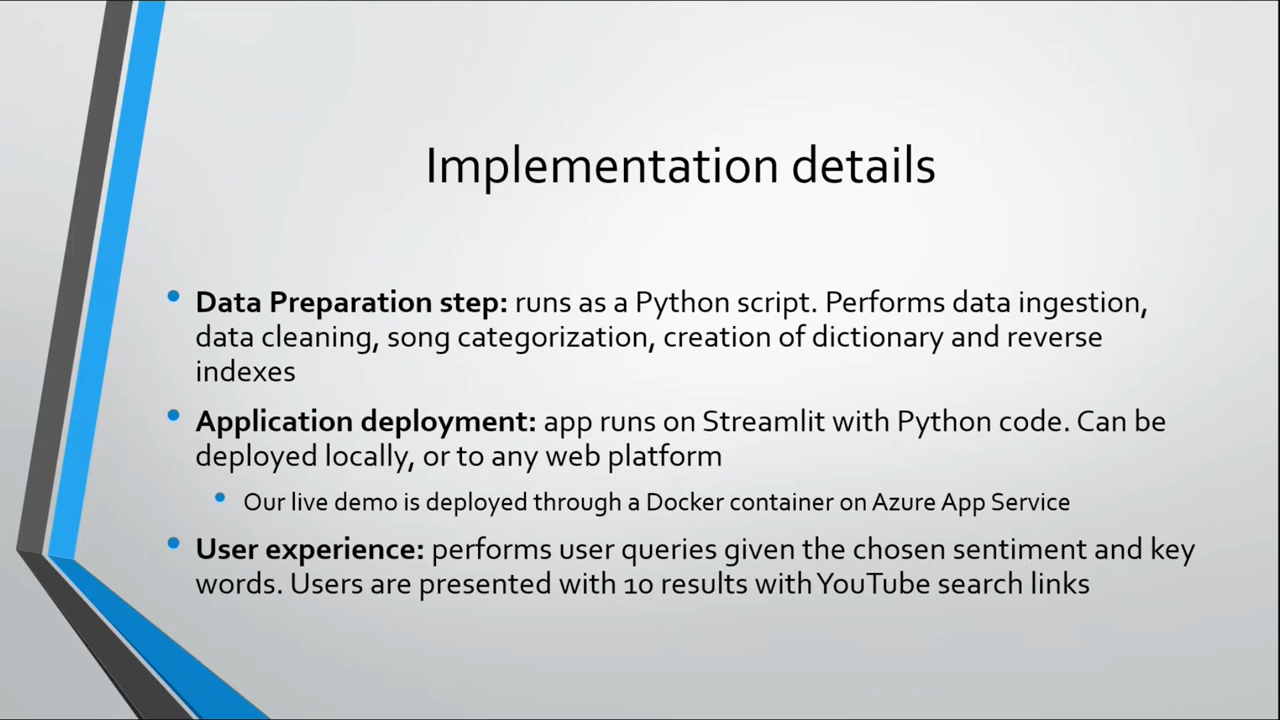 Implementation details
• Data Preparation step: runs as a Python script. Performs data ingestion,
data cleaning, song categorization, creation of dictionary and reverse
indexes
• Application deployment: app runs on Streamlit with Python code. Can be
deployed locally, or to any web platform
• Our live demo is deployed through a Docker container on Azure App Service
• User experience: performs user queries given the chosen sentiment and key
words. Users are presented with 10 results with YouTube search links